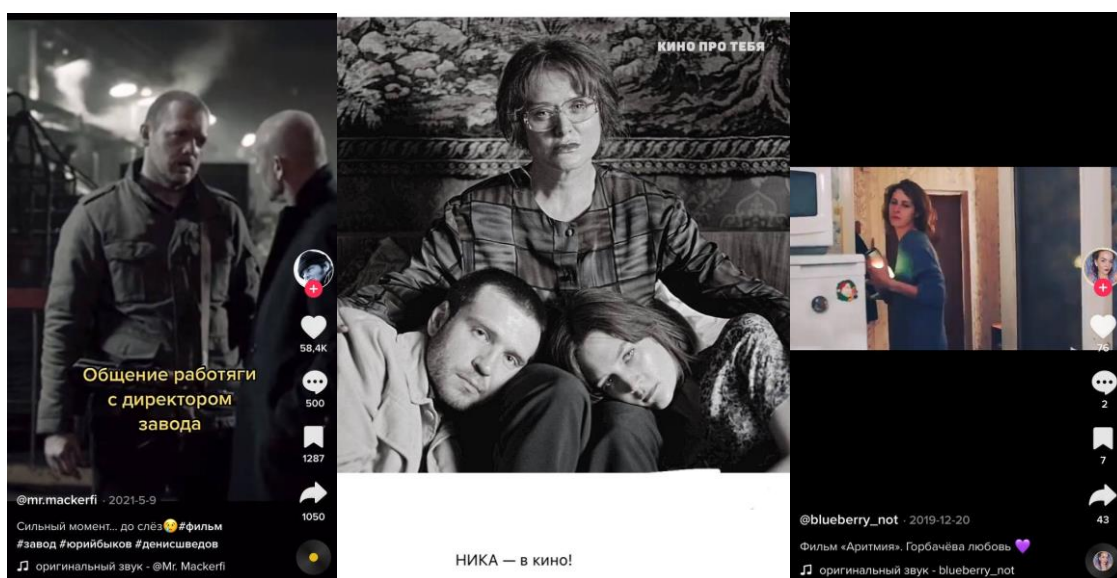 Общение работяги
с директором
завода
58,4K
500
1287
1050
@mr.mackerfi · 2021-5-9
Сильный момент... до слёз😢#фильм
#завод #юрийбыков #денисшведов
оригинальный звук - @Mr. Mackerfi
КИНО ПРО ТЕБЯ
НИКА — в кино!
76
2
7
43
@blueberry_not · 2019-12-20
Фильм «Аритмия». Горбачёва любовь 💜
оригинальный звук - blueberry_not